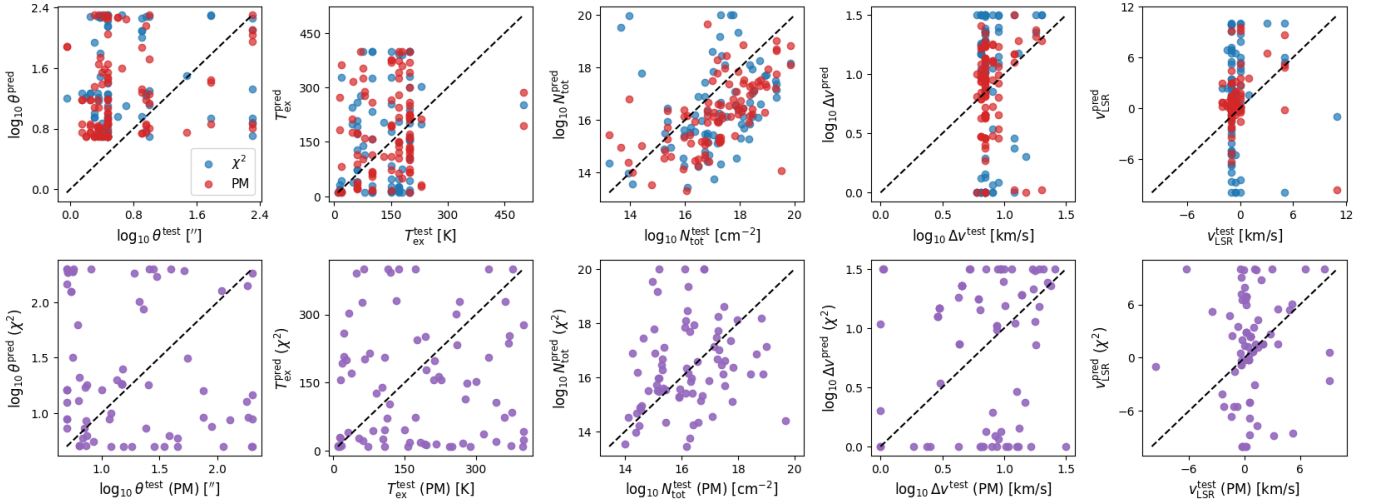 2.4
1.6
0.8
0.0
0.0 0.8 1.6 2.4
log₁₀ θ^pred
log₁₀ θ^test [″]
χ²
PM
450
300
150
0
0 150 300 450
T_ex^pred
T_ex^test [K]
20
18
16
14
14 16 18 20
log₁₀ N_tot^pred
log₁₀ N_tot^test [cm⁻²]
1.5
1.0
0.5
0.0
0.0 0.5 1.0 1.5
log₁₀ Δv^pred
log₁₀ Δv^test [km/s]
12
6
0
−6
−6 0 6 12
v_LSR^pred
v_LSR^test [km/s]
2.0
1.5
1.0
1.0 1.5 2.0
log₁₀ θ^pred (χ²)
log₁₀ θ^test (PM) [″]
300
150
0
0 150 300
T_ex^pred (χ²)
T_ex^test (PM) [K]
20
18
16
14
14 16 18 20
log₁₀ N_tot^pred (χ²)
log₁₀ N_tot^test (PM) [cm⁻²]
1.5
1.0
0.5
0.0
0.0 0.5 1.0 1.5
log₁₀ Δv^pred (χ²)
log₁₀ Δv^test (PM) [km/s]
6
0
−6
−6 0 6
v_LSR^pred (χ²)
v_LSR^test (PM) [km/s]